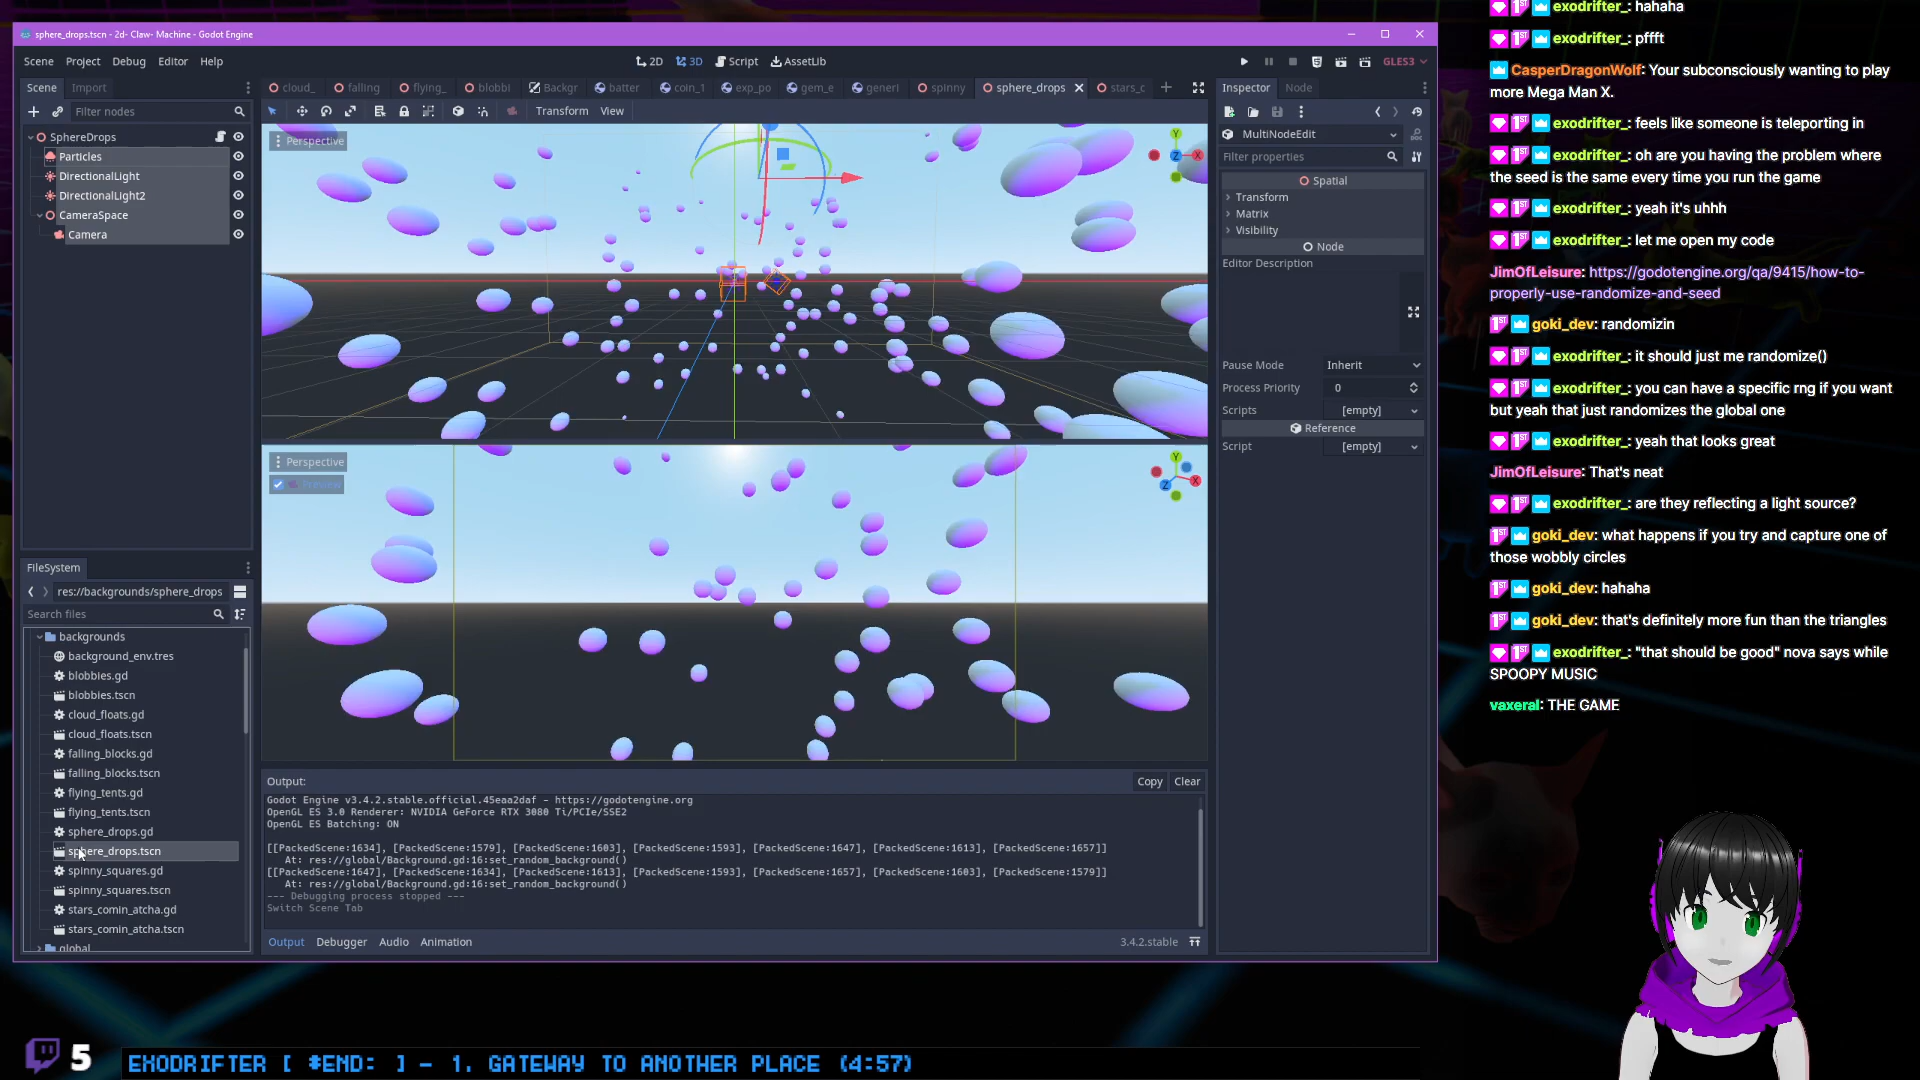 sphere_drops.tscn - 2d- Claw- Machine - Godot Engine
Scene Project Debug Editor Help
2D 3D Script AssetLib
GLES3
Scene Import
cloud_ falling flying_ blobbi Backgr batter coin_1 exp_po gem_e generi spinny sphere_drops stars_c
Inspector Node
Filter nodes
Transform View
MultiNodeEdit
Filter properties
SphereDrops
Particles
DirectionalLight
DirectionalLight2
CameraSpace
Camera
Perspective
Y
Z
X
Spatial
Transform
Matrix
Visibility
Node
Editor Description
Pause Mode Inherit
Process Priority 0
Scripts [empty]
Reference
Script [empty]
Perspective
Preview
Y
Z
X
FileSystem
res://backgrounds/sphere_drops
Search files
backgrounds
background_env.tres
blobbies.gd
blobbies.tscn
cloud_floats.gd
cloud_floats.tscn
falling_blocks.gd
falling_blocks.tscn
flying_tents.gd
flying_tents.tscn
sphere_drops.gd
sphere_drops.tscn
spinny_squares.gd
spinny_squares.tscn
stars_comin_atcha.gd
stars_comin_atcha.tscn
global
Output:
Copy Clear
Godot Engine v3.4.2.stable.official.45eaa2daf - https://godotengine.org
OpenGL ES 3.0 Renderer: NVIDIA GeForce RTX 3080 Ti/PCIe/SSE2
OpenGL ES Batching: ON
[[PackedScene:1634], [PackedScene:1579], [PackedScene:1603], [PackedScene:1593], [PackedScene:1647], [PackedScene:1613], [PackedScene:1657]]
At: res://global/Background.gd:16:set_random_background()
[[PackedScene:1647], [PackedScene:1634], [PackedScene:1613], [PackedScene:1593], [PackedScene:1657], [PackedScene:1603], [PackedScene:1579]]
At: res://global/Background.gd:16:set_random_background()
--- Debugging process stopped ---
Switch Scene Tab
Output Debugger Audio Animation
3.4.2.stable
exodrifter_: hahaha
exodrifter_: pffft
CasperDragonWolf: Your subconsciously wanting to play
more Mega Man X.
exodrifter_: feels like someone is teleporting in
exodrifter_: oh are you having the problem where
the seed is the same every time you run the game
exodrifter_: yeah it's uhhh
exodrifter_: let me open my code
JimOfLeisure: https://godotengine.org/qa/9415/how-to-
properly-use-randomize-and-seed
goki_dev: randomizin
exodrifter_: it should just me randomize()
exodrifter_: you can have a specific rng if you want
but yeah that just randomizes the global one
exodrifter_: yeah that looks great
JimOfLeisure: That's neat
exodrifter_: are they reflecting a light source?
goki_dev: what happens if you try and capture one of
those wobbly circles
goki_dev: hahaha
goki_dev: that's definitely more fun than the triangles
exodrifter_: "that should be good" nova says while
SPOOPY MUSIC
vaxeral: THE GAME
5
EXODRIFTER [ *END: ] - 1. GATEWAY TO ANOTHER PLACE (4:57)